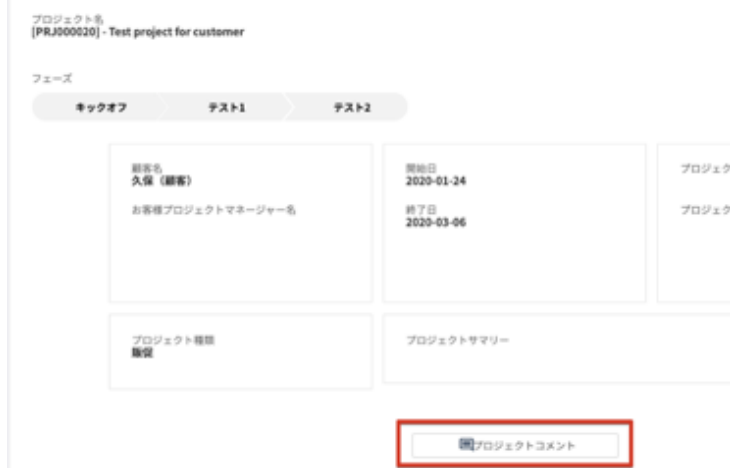 プロジェクト名
[PRJ000020] - Test project for customer
フェーズ
キックオフ
テスト1
テスト2
顧客名
久保（顧客）
お客様プロジェクトマネージャー名
開始日
2020-01-24
終了日
2020-03-06
プロジェク
プロジェク
プロジェクト種類
販促
プロジェクトサマリー
プロジェクトコメント